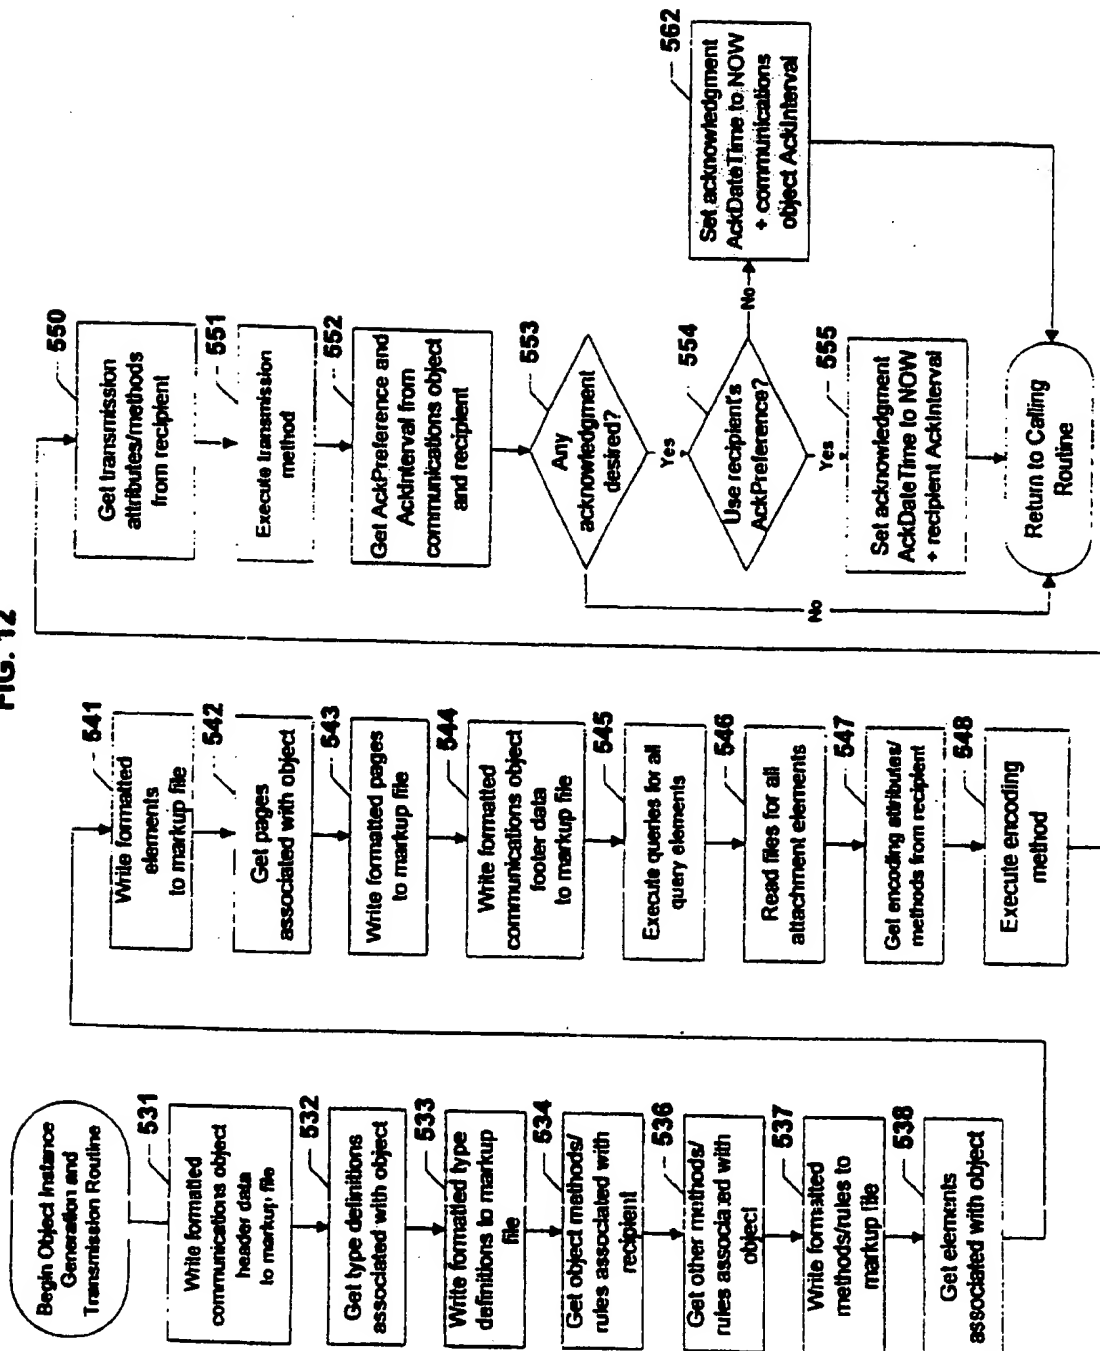 FIG. 12
Begin Object Instance
Generation and
Transmission Routine
531
Write formatted
communications object
header data
to markup file
532
Get type definitions
associated with object
533
Write formatted type
definitions to markup
file
534
Get object methods/
rules associated with
recipient
536
Get other methods/
rules associated with
object
537
Write formatted
methods/rules to
markup file
538
Get elements
associated with object
541
Write formatted
elements
to markup file
542
Get pages
associated with object
543
Write formatted pages
to markup file
544
Write formatted
communications object
footer data
to markup file
545
Execute queries for all
query elements
546
Read files for all
attachment elements
547
Get encoding attributes/
methods from recipient
548
Execute encoding
method
550
Get transmission
attributes/methods
from recipient
551
Execute transmission
method
552
Get AckPreference and
AckInterval from
communications object
and recipient
553
Any
acknowledgment
desired?
No
Yes
554
Use recipient's
AckPreference?
No
Yes
555
Set acknowledgment
AckDateTime to NOW
+ recipient AckInterval
562
Set acknowledgment
AckDateTime to NOW
+ communications
object AckInterval
Return to Calling
Routine